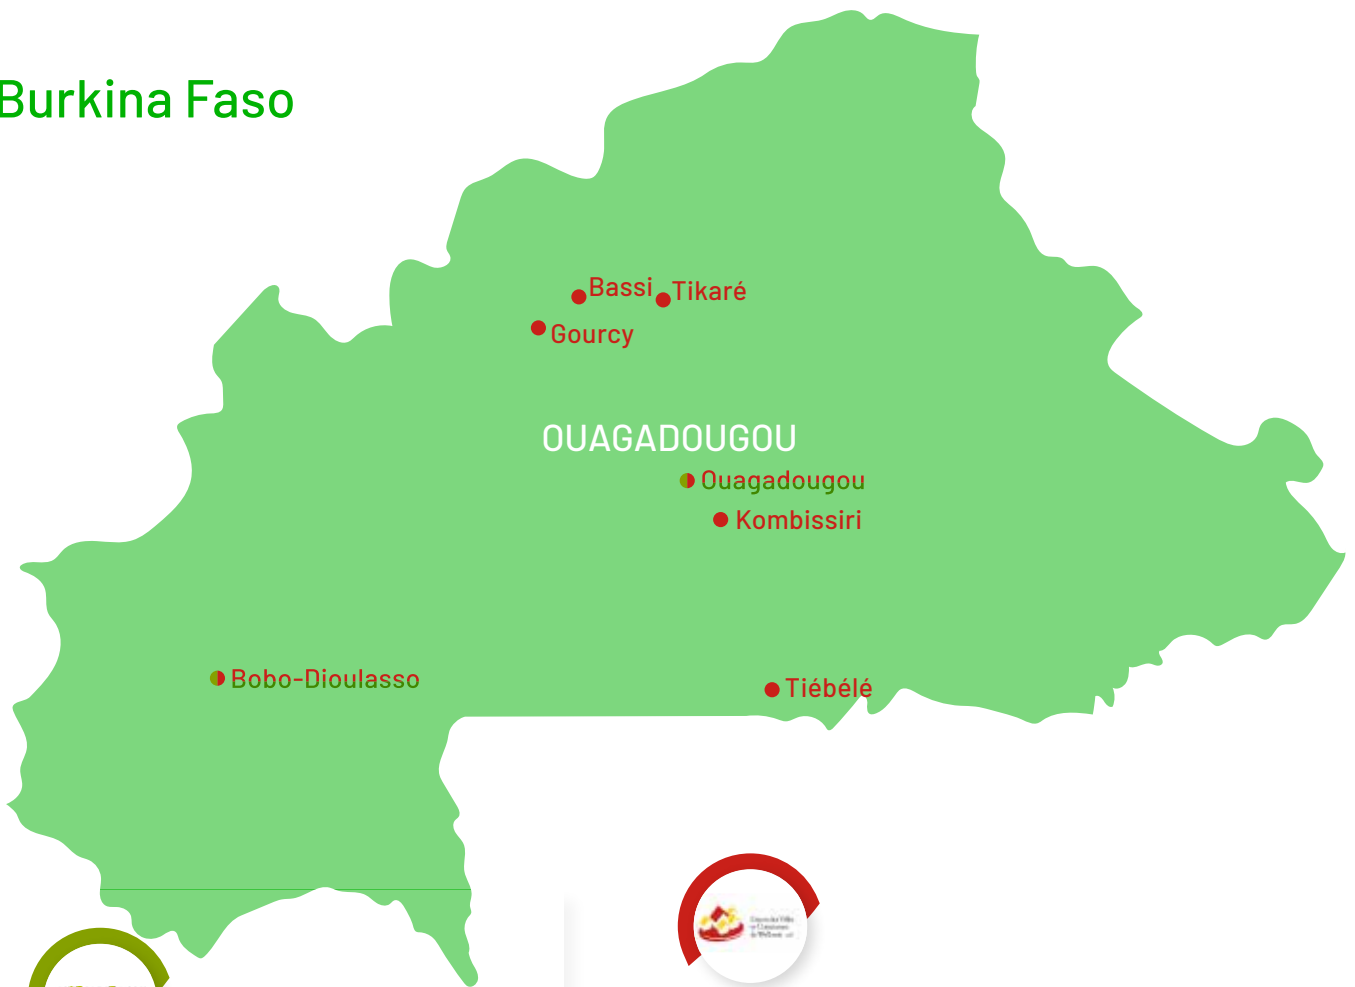 Burkina Faso
Bassi
Tikaré
Gourcy
OUAGADOUGOU
Ouagadougou
Kombissiri
Bobo-Dioulasso
Tiébélé